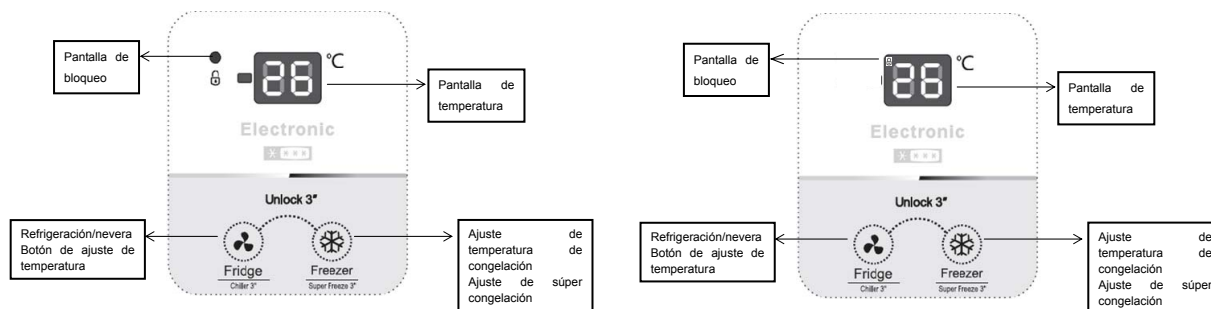 Pantalla de
bloqueo
26 °C
Pantalla de
temperatura
Electronic
Unlock 3"
Refrigeración/nevera
Botón de ajuste de
temperatura
Fridge
Chiller 3"
Freezer
Super Freeze 3"
Ajuste de
temperatura de
congelación
Ajuste de súper
congelación
Pantalla de
bloqueo
26 °C
Pantalla de
temperatura
Electronic
Unlock 3"
Refrigeración/nevera
Botón de ajuste de
temperatura
Fridge
Chiller 3"
Freezer
Super Freeze 3"
Ajuste de
temperatura de
congelación
Ajuste de súper
congelación